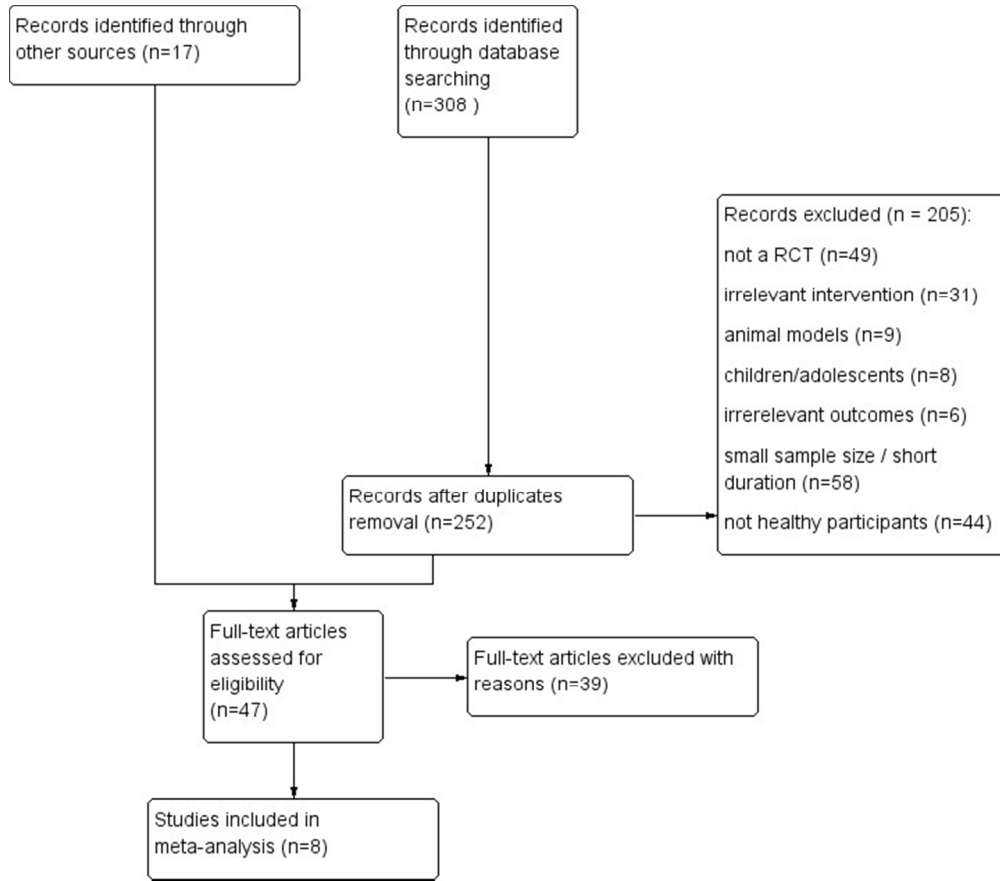 Records identified through
other sources (n=17)
Records identified
through database
searching
(n=308 )
Records excluded (n = 205):
not a RCT (n=49)
irrelevant intervention (n=31)
animal models (n=9)
children/adolescents (n=8)
irrerelevant outcomes (n=6)
small sample size / short
duration (n=58)
not healthy participants (n=44)
Records after duplicates
removal (n=252)
Full-text articles
assessed for
eligibility
(n=47)
Full-text articles excluded with
reasons (n=39)
Studies included in
meta-analysis (n=8)